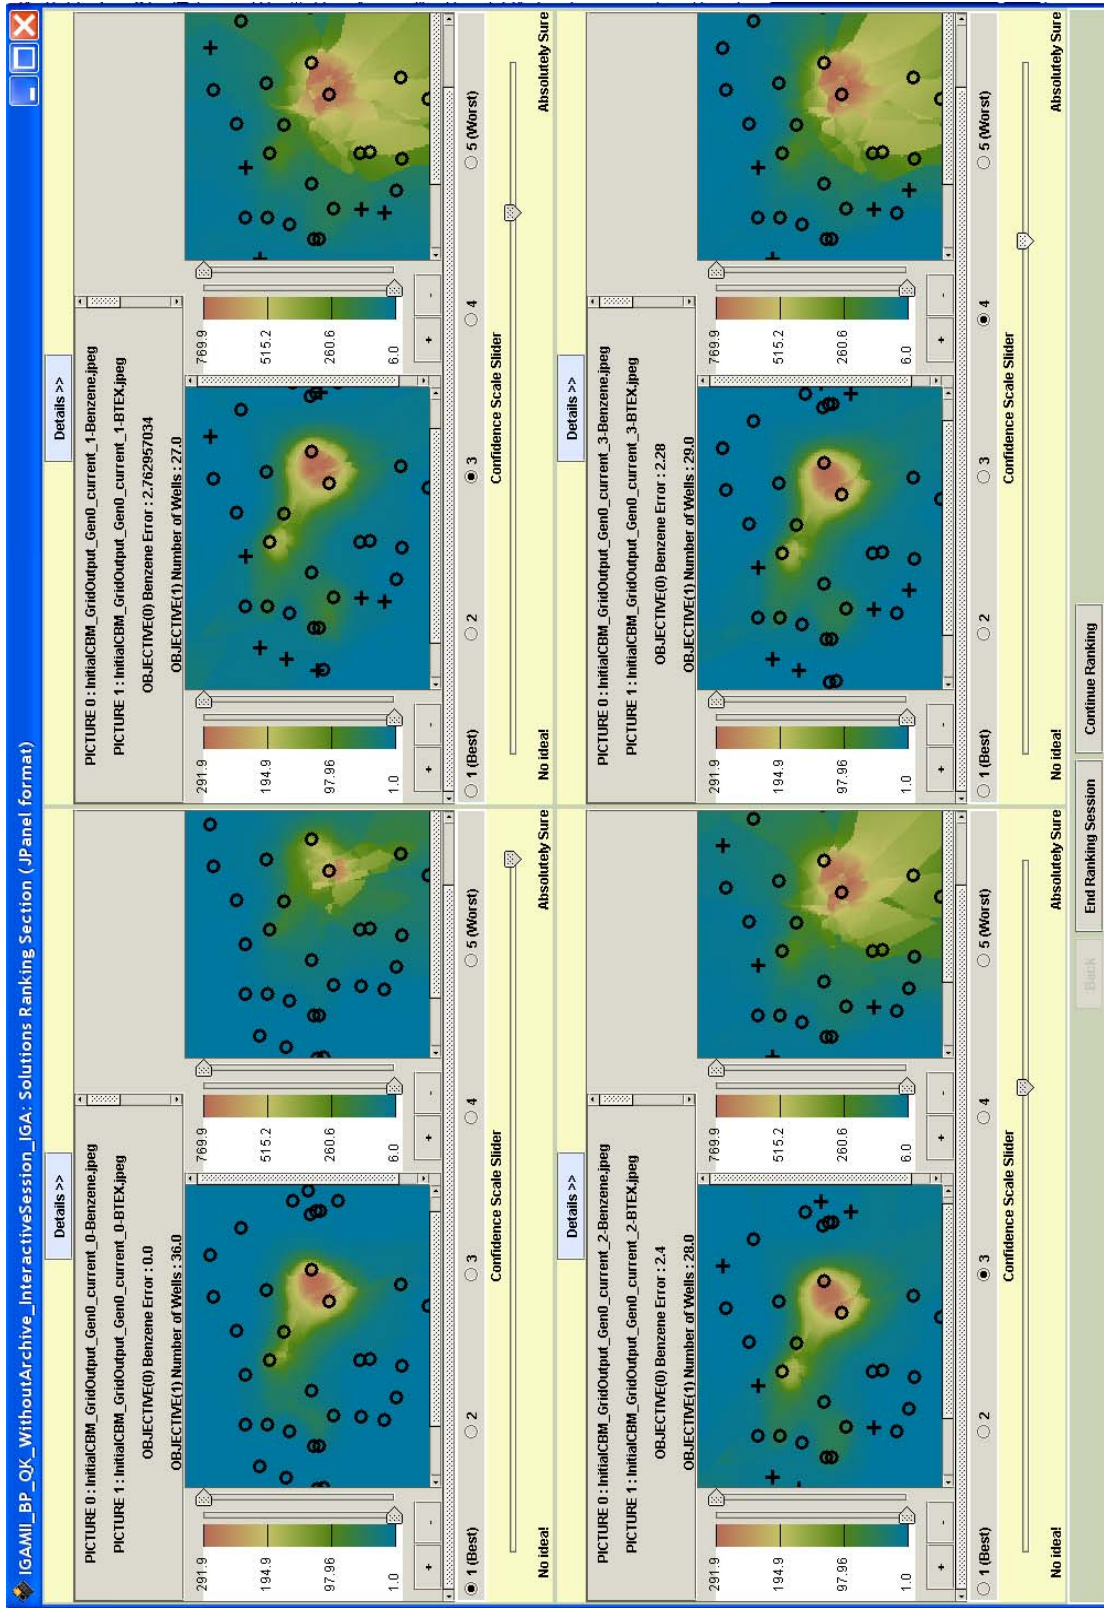 IGAMII_BP_QK_WithoutArchive_InteractiveSession_IGA: Solutions Ranking Section (JPanel format)
Details >>
PICTURE 0 : InitialCBM_GridOutput_Gen0_current_0-Benzene.jpeg
PICTURE 1 : InitialCBM_GridOutput_Gen0_current_0-BTEX.jpeg
OBJECTIVE(0) Benzene Error : 0.0
OBJECTIVE(1) Number of Wells : 36.0
291.9
194.9
97.96
1.0
+ -
769.9
515.2
260.6
6.0
+ -
1 (Best) 2 3 4 5 (Worst)
Confidence Scale Slider
No idea! Absolutely Sure
Details >>
PICTURE 0 : InitialCBM_GridOutput_Gen0_current_1-Benzene.jpeg
PICTURE 1 : InitialCBM_GridOutput_Gen0_current_1-BTEX.jpeg
OBJECTIVE(0) Benzene Error : 2.762957034
OBJECTIVE(1) Number of Wells : 27.0
291.9
194.9
97.96
1.0
+ -
769.9
515.2
260.6
6.0
+ -
1 (Best) 2 3 4 5 (Worst)
Confidence Scale Slider
No idea! Absolutely Sure
Details >>
PICTURE 0 : InitialCBM_GridOutput_Gen0_current_2-Benzene.jpeg
PICTURE 1 : InitialCBM_GridOutput_Gen0_current_2-BTEX.jpeg
OBJECTIVE(0) Benzene Error : 2.4
OBJECTIVE(1) Number of Wells : 28.0
291.9
194.9
97.96
1.0
+ -
769.9
515.2
260.6
6.0
+ -
1 (Best) 2 3 4 5 (Worst)
Confidence Scale Slider
No idea! Absolutely Sure
Details >>
PICTURE 0 : InitialCBM_GridOutput_Gen0_current_3-Benzene.jpeg
PICTURE 1 : InitialCBM_GridOutput_Gen0_current_3-BTEX.jpeg
OBJECTIVE(0) Benzene Error : 2.28
OBJECTIVE(1) Number of Wells : 29.0
291.9
194.9
97.96
1.0
+ -
769.9
515.2
260.6
6.0
+ -
1 (Best) 2 3 4 5 (Worst)
Confidence Scale Slider
No idea! Absolutely Sure
Back End Ranking Session Continue Ranking